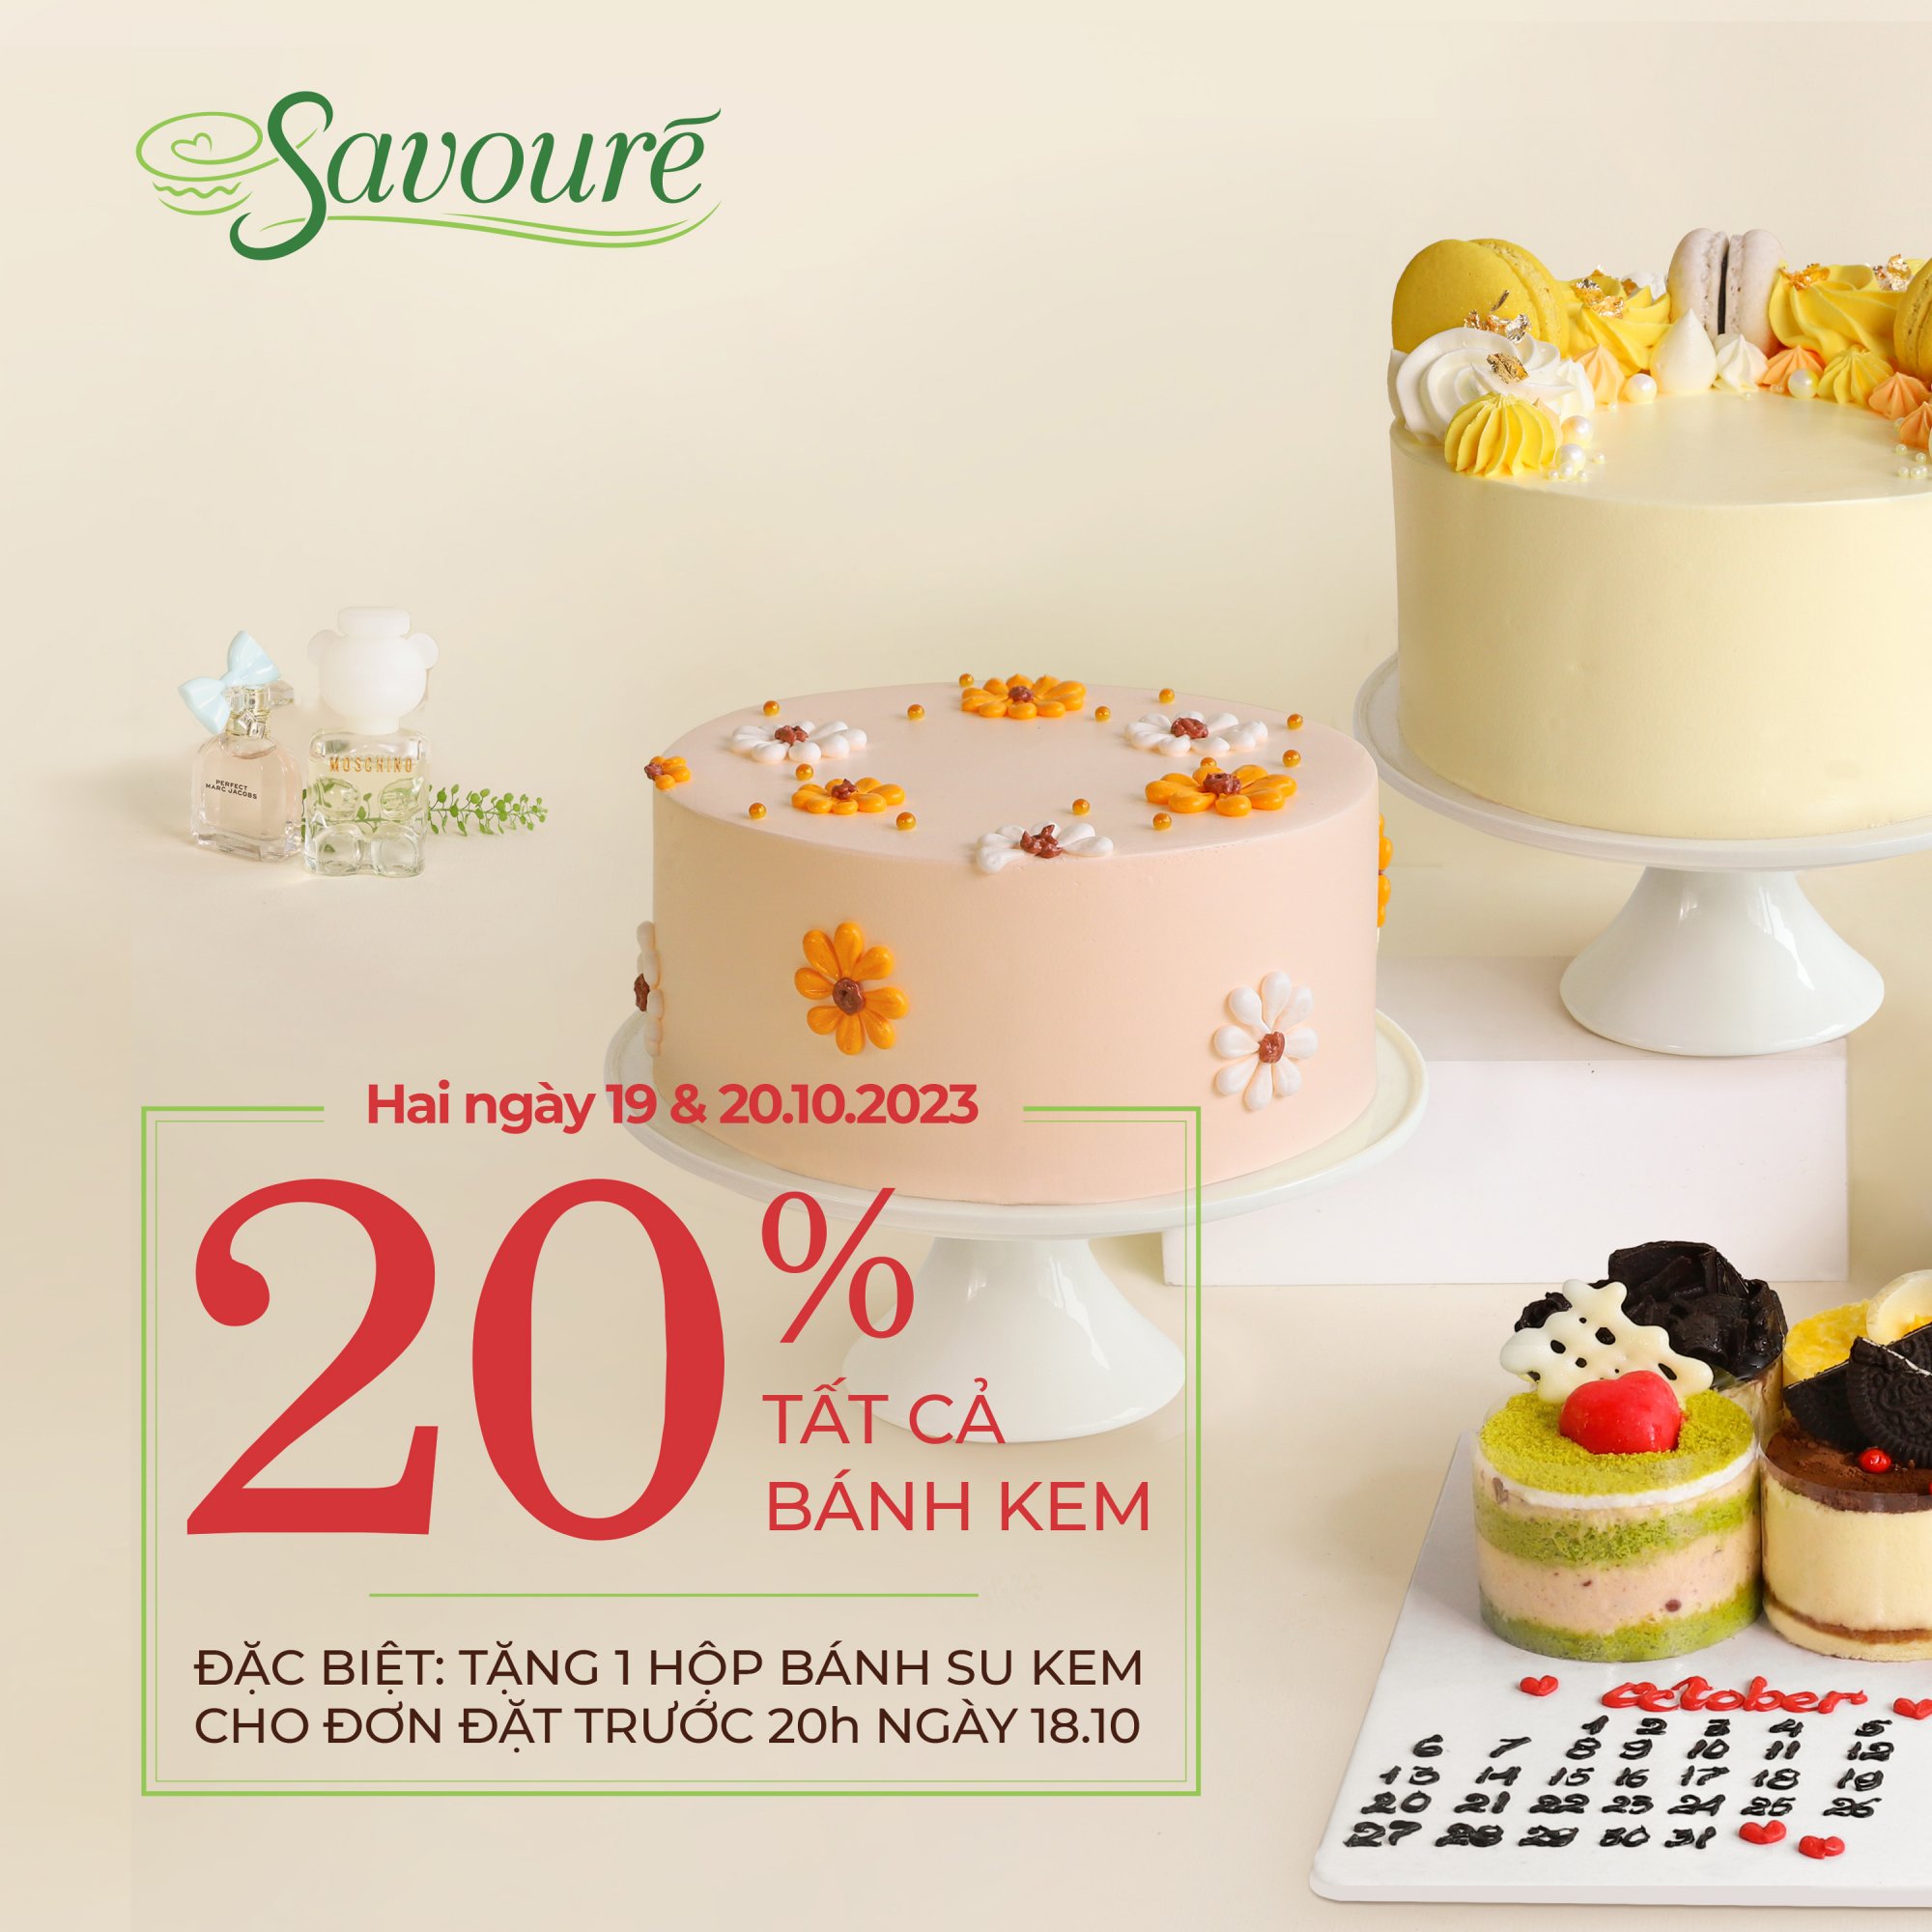 Savouré
MOSCHINO
PERFECT
MARC JACOBS
Hai ngày 19 & 20.10.2023
20%
TẤT CẢ
BÁNH KEM
ĐẶC BIỆT: TẶNG 1 HỘP BÁNH SU KEM
CHO ĐƠN ĐẶT TRƯỚC 20h NGÀY 18.10
October
1 2 3 4 5
6 7 8 9 10 11 12
13 14 15 16 17 18 19
20 21 22 23 24 25 26
27 28 29 30 31